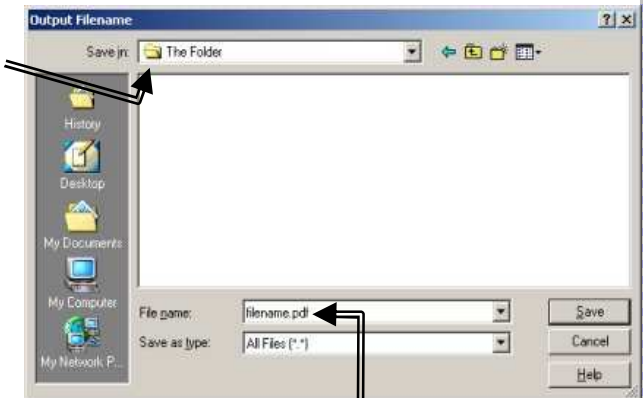 Output Filename
Save in: The Folder
History
Desktop
My Documents
My Computer
My Network P...
File name: filename.pdf Save
Save as type: All Files (*.*) Cancel
Help